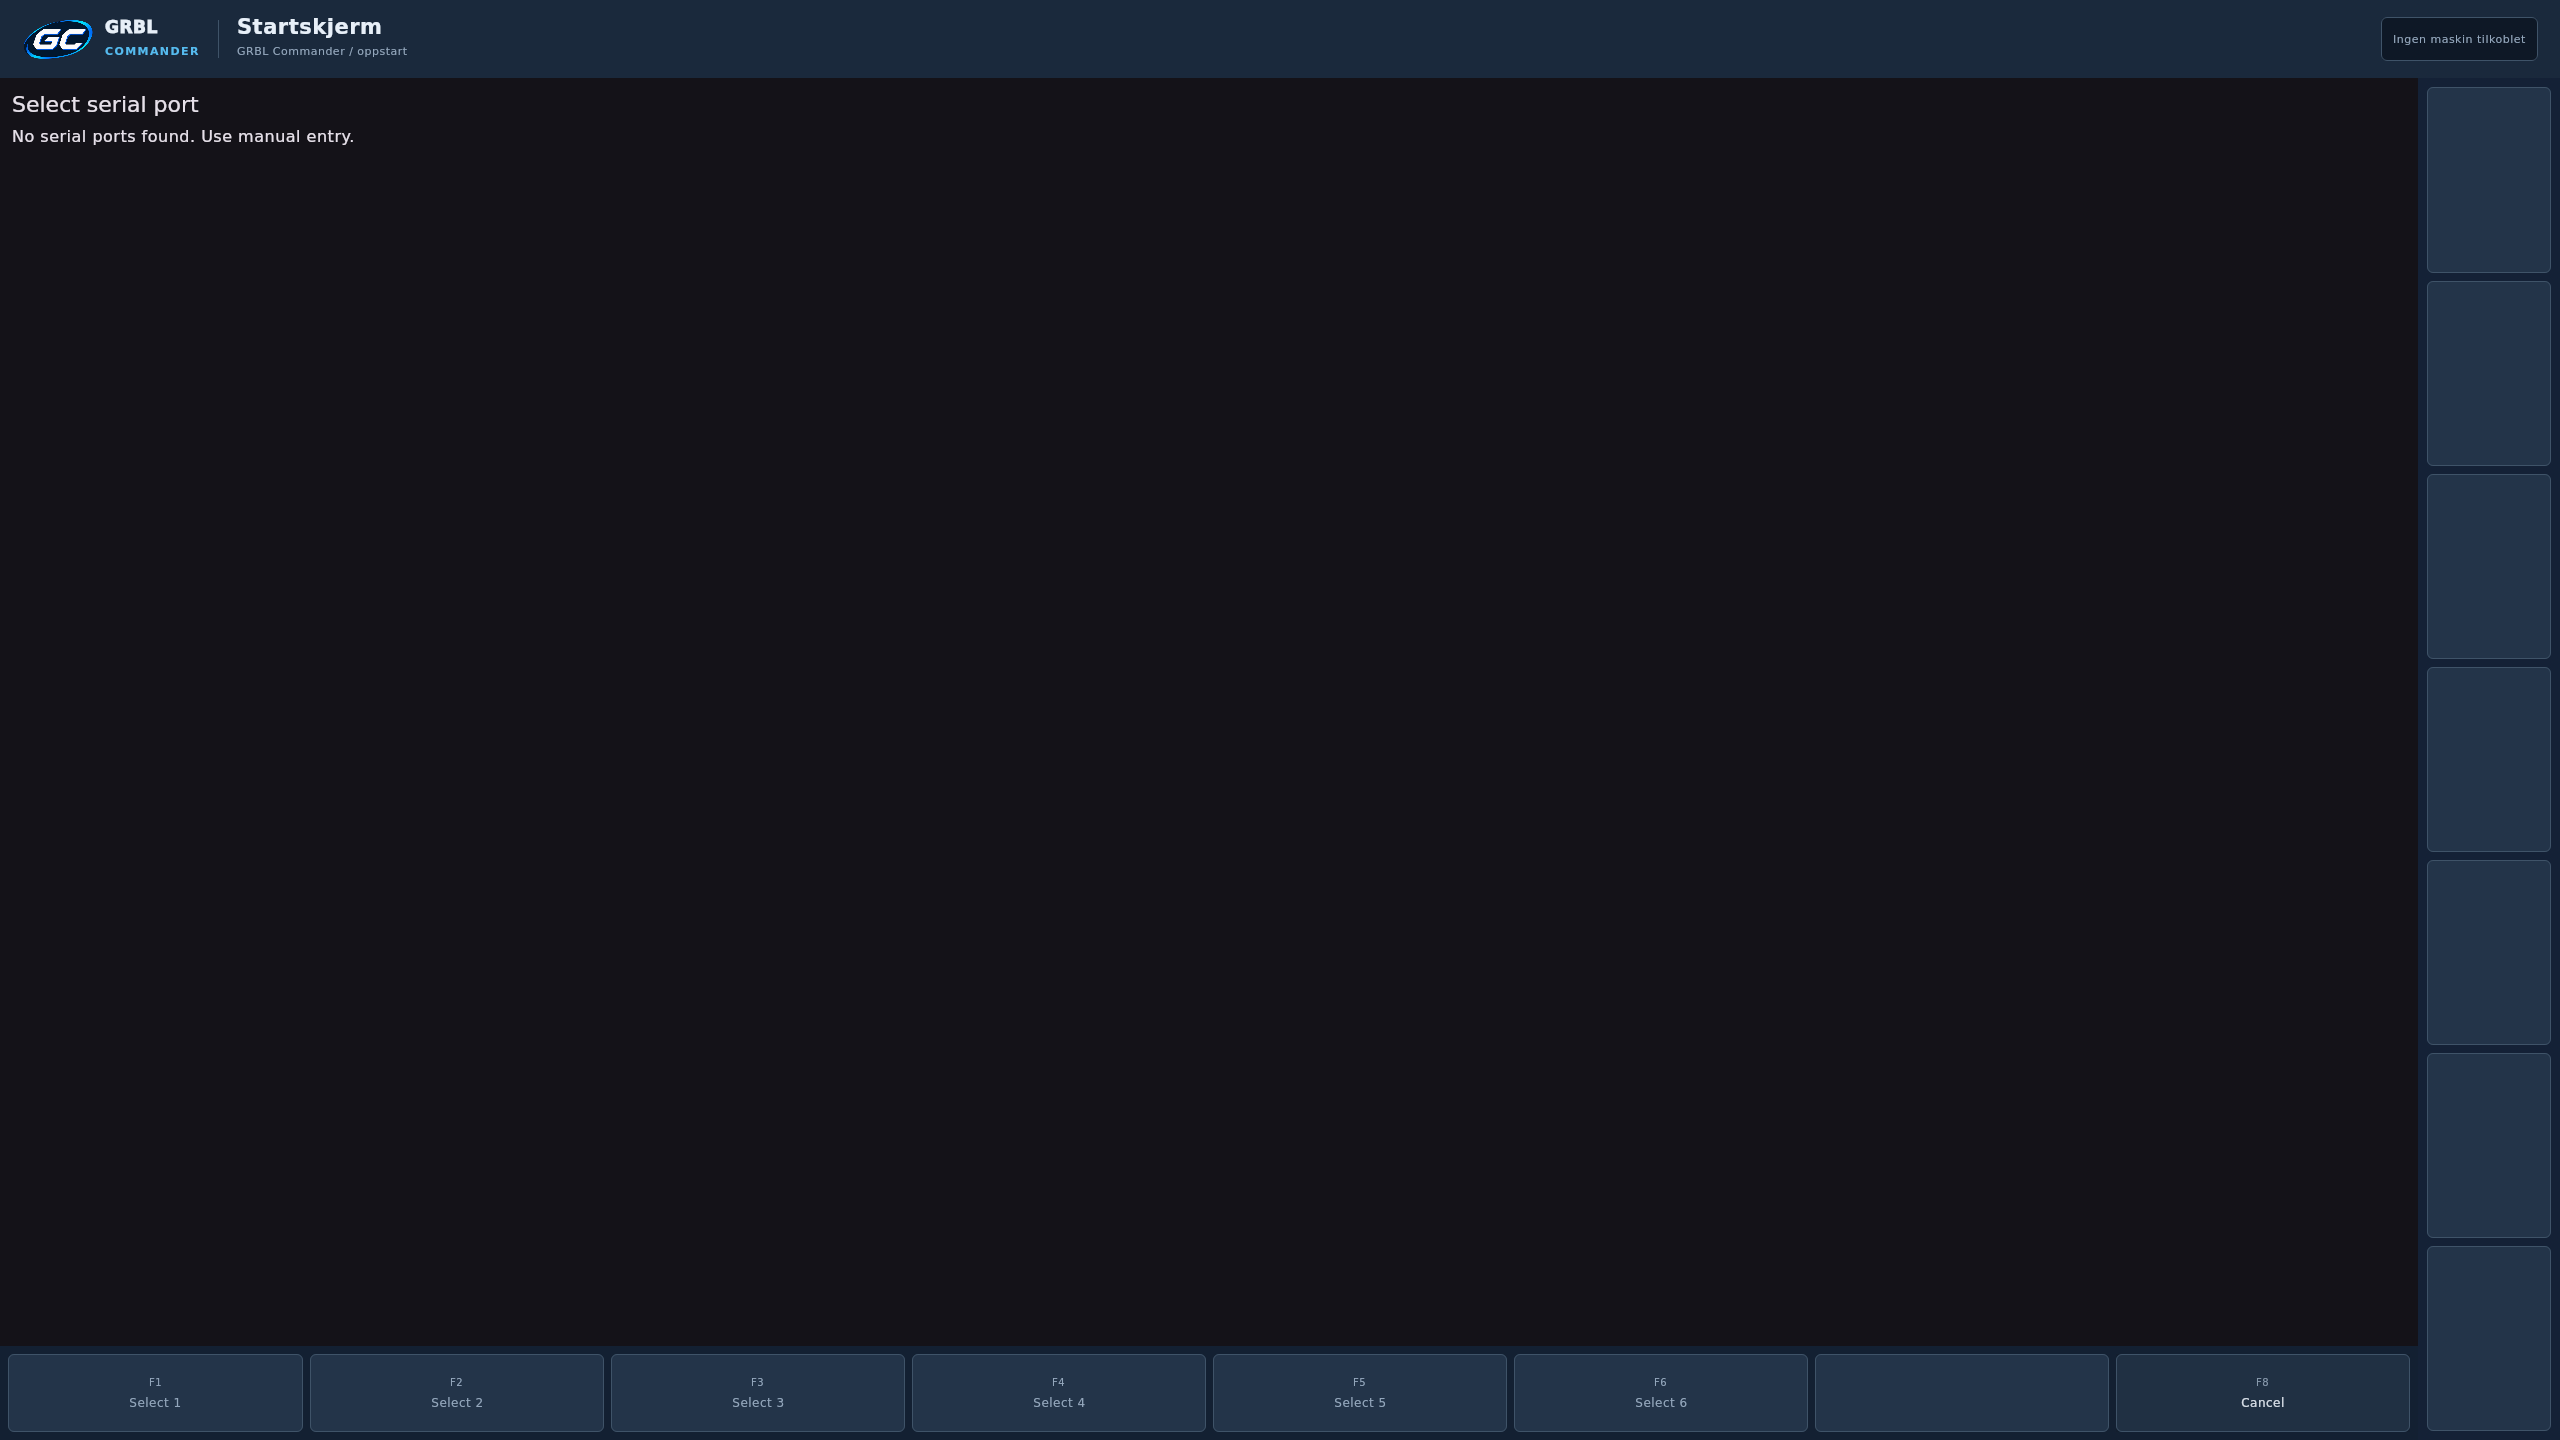 GC
GRBL
COMMANDER
Startskjerm
GRBL Commander / oppstart
Ingen maskin tilkoblet
Select serial port
No serial ports found. Use manual entry.
F1
Select 1
F2
Select 2
F3
Select 3
F4
Select 4
F5
Select 5
F6
Select 6
F8
Cancel